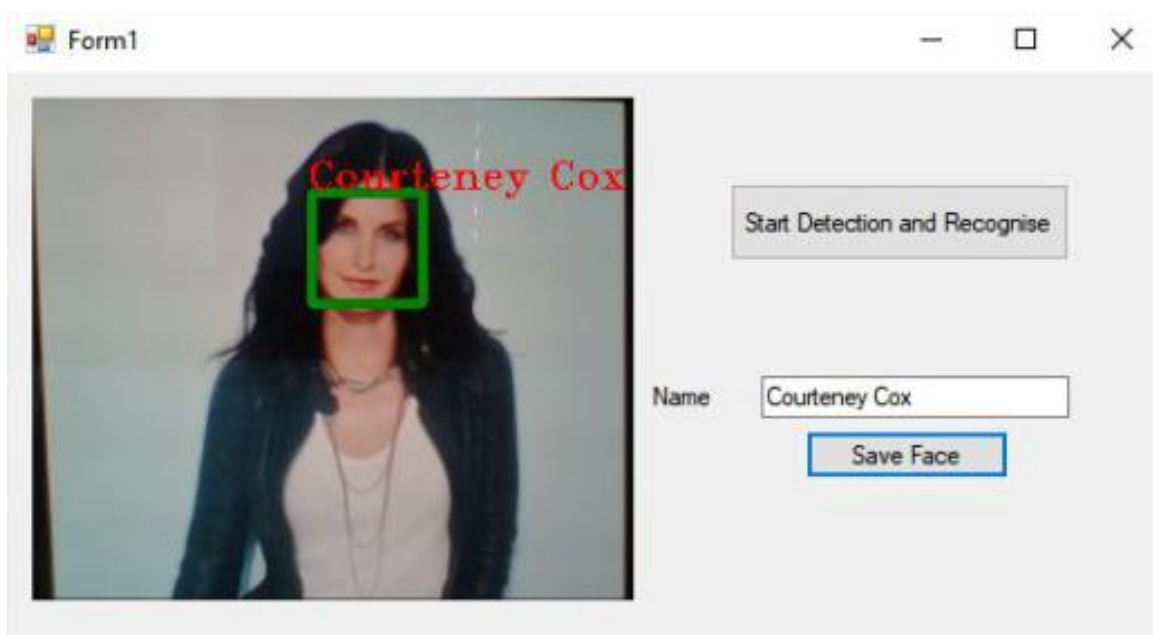 Form1
Courteney Cox
Start Detection and Recognise
Name
Courteney Cox
Save Face